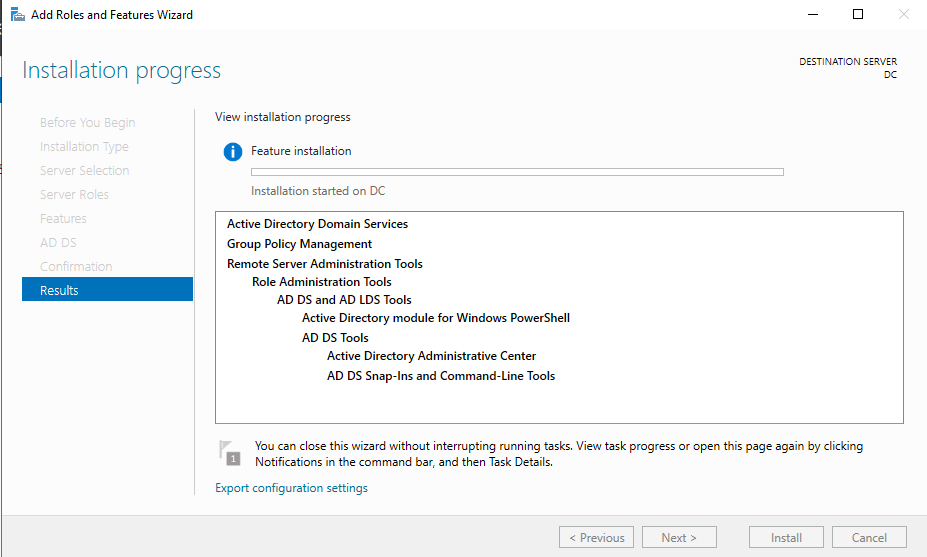 Add Roles and Features Wizard
Installation progress
DESTINATION SERVER
DC
Before You Begin
Installation Type
Server Selection
Server Roles
Features
AD DS
Confirmation
Results
View installation progress
Feature installation
Installation started on DC
Active Directory Domain Services
Group Policy Management
Remote Server Administration Tools
Role Administration Tools
AD DS and AD LDS Tools
Active Directory module for Windows PowerShell
AD DS Tools
Active Directory Administrative Center
AD DS Snap-Ins and Command-Line Tools
1
You can close this wizard without interrupting running tasks. View task progress or open this page again by clicking
Notifications in the command bar, and then Task Details.
Export configuration settings
< Previous
Next >
Install
Cancel